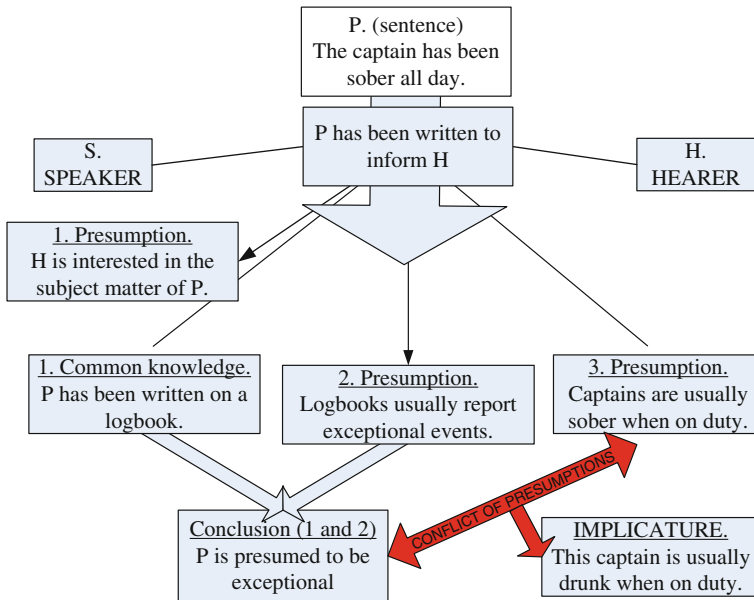 P. (sentence)
The captain has been
sober all day.
P has been written to
inform H
S.
SPEAKER
H.
HEARER
1. Presumption.
H is interested in the
subject matter of P.
1. Common knowledge.
P has been written on a
logbook.
2. Presumption.
Logbooks usually report
exceptional events.
3. Presumption.
Captains are usually
sober when on duty.
CONFLICT OF PRESUMPTIONS
Conclusion (1 and 2)
P is presumed to be
exceptional
IMPLICATURE.
This captain is usually
drunk when on duty.